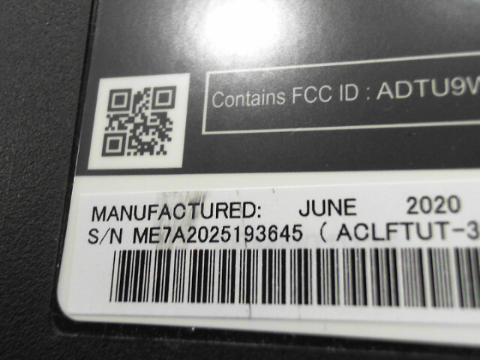 Contains FCC ID : ADTU9W
MANUFACTURED: JUNE 2020
S/N ME7A2025193645 ( ACLFTUT-3